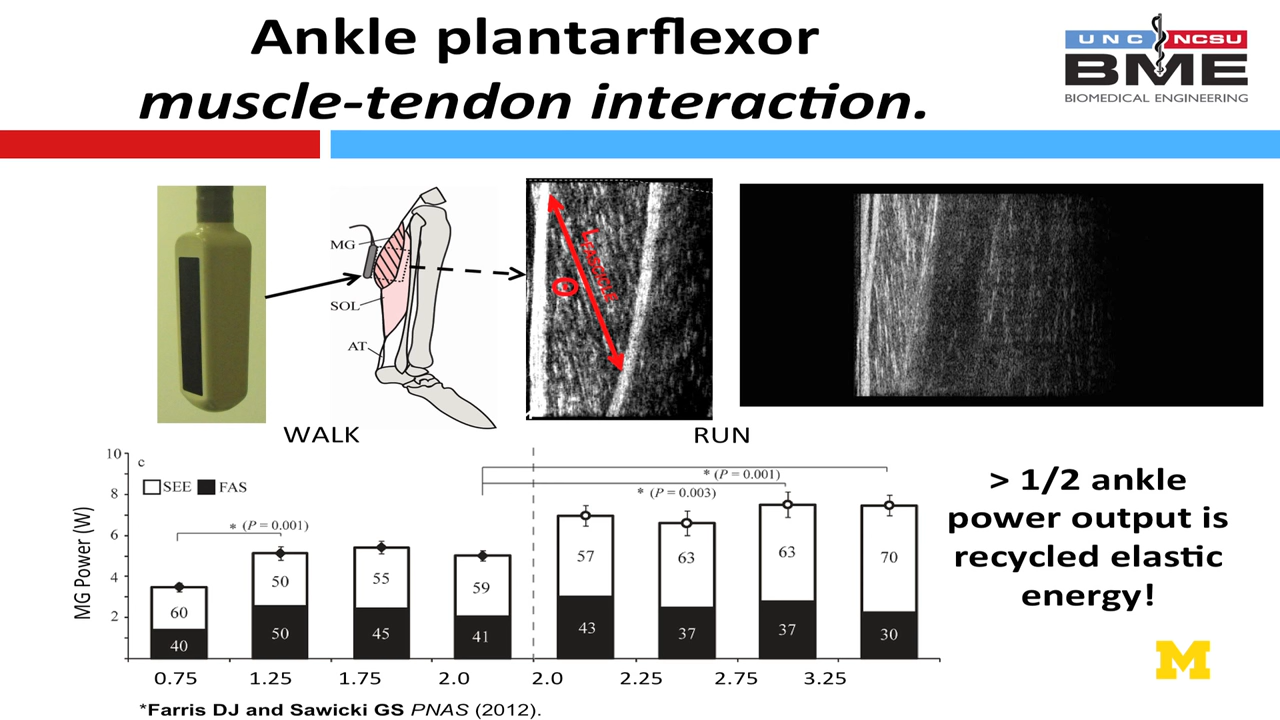 Ankle plantarflexor
muscle-tendon interaction.
UNC NCSU
BME
BIOMEDICAL ENGINEERING
MG
SOL
AT
LFASCICLE
Θ
WALK
RUN
MG Power (W)
10
8
6
4
2
c
SEE FAS
* (P = 0.001)
* (P = 0.001)
* (P = 0.003)
60
40
50
50
55
45
59
41
57
43
63
37
63
37
70
30
0.75 1.25 1.75 2.0 2.0 2.25 2.75 3.25
> 1/2 ankle
power output is
recycled elastic
energy!
M
*Farris DJ and Sawicki GS PNAS (2012).